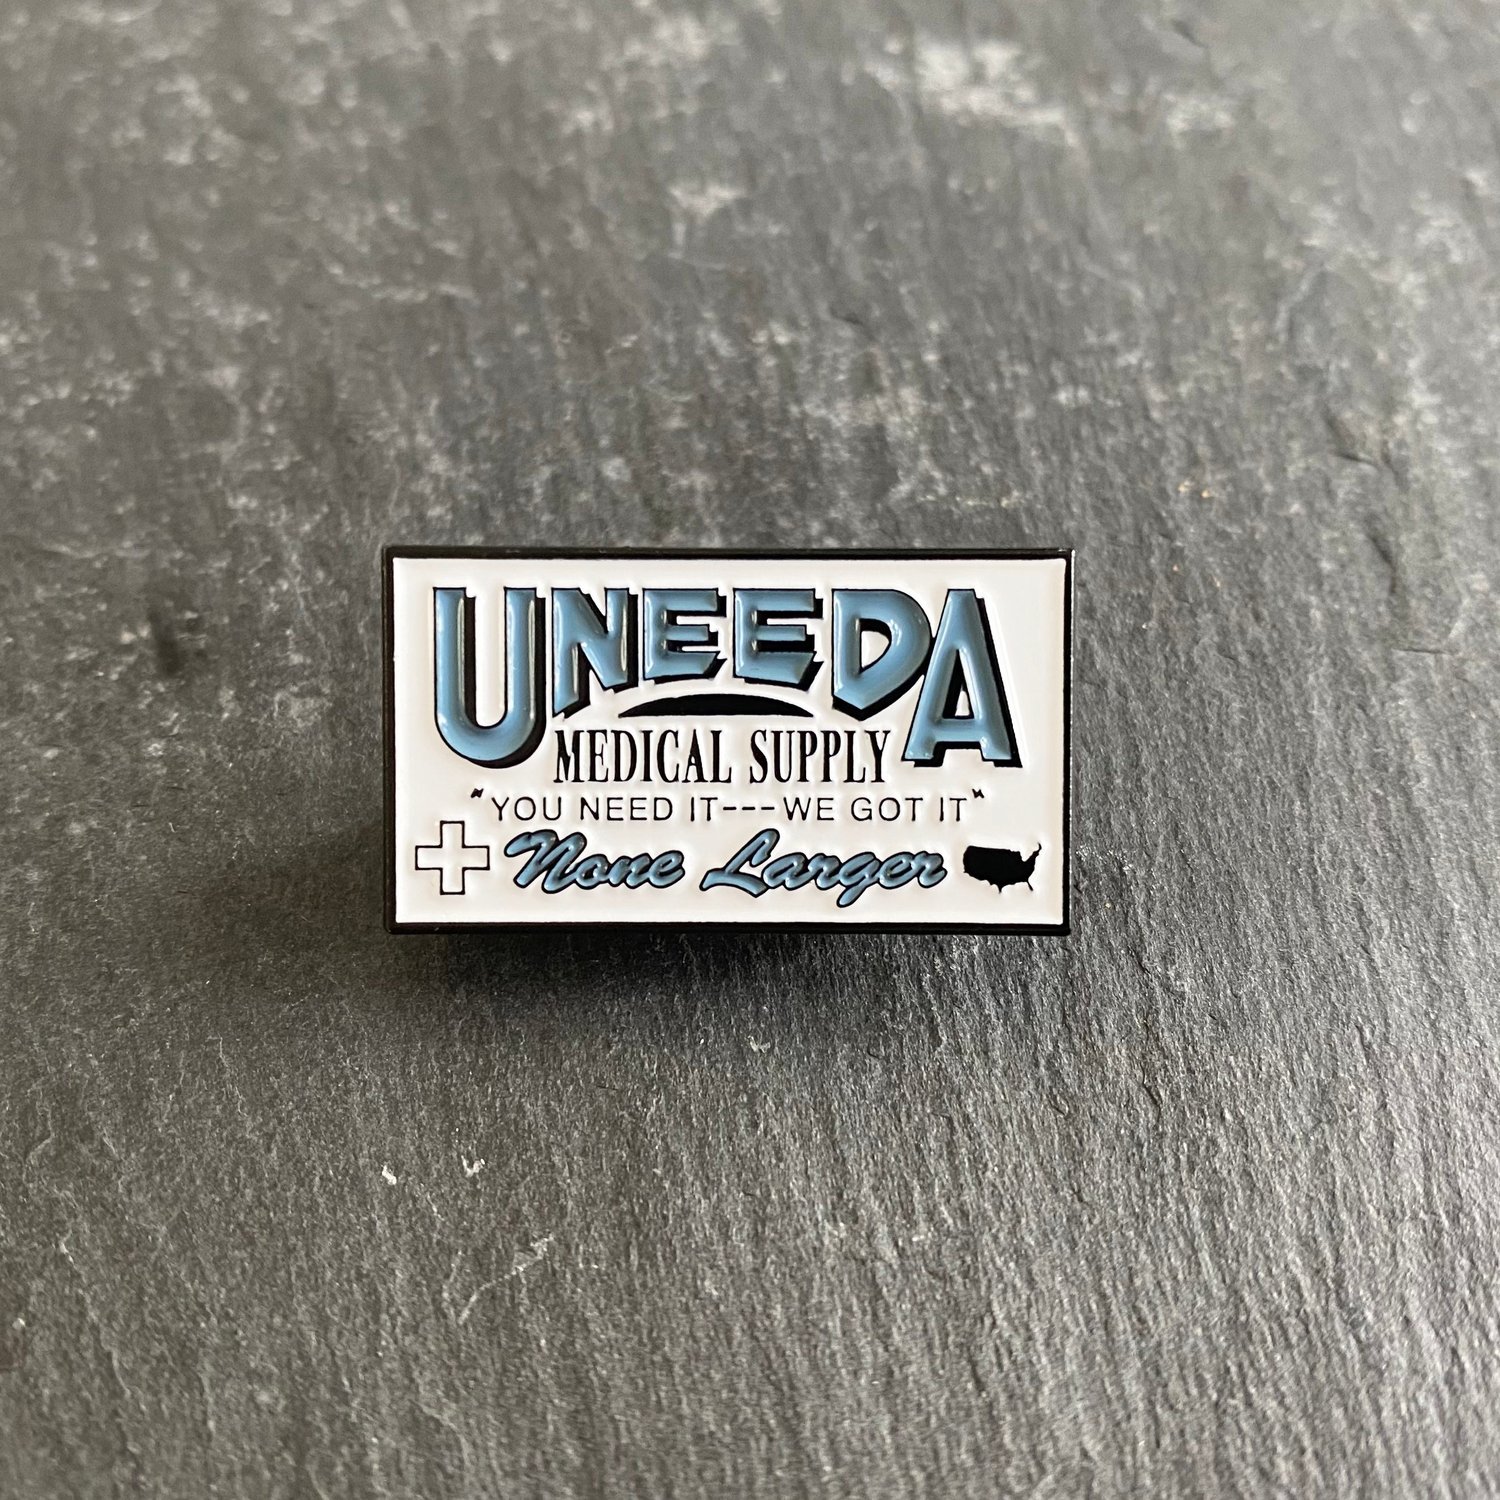 UNEEDA
MEDICAL SUPPLY
"YOU NEED IT---WE GOT IT"
None Larger